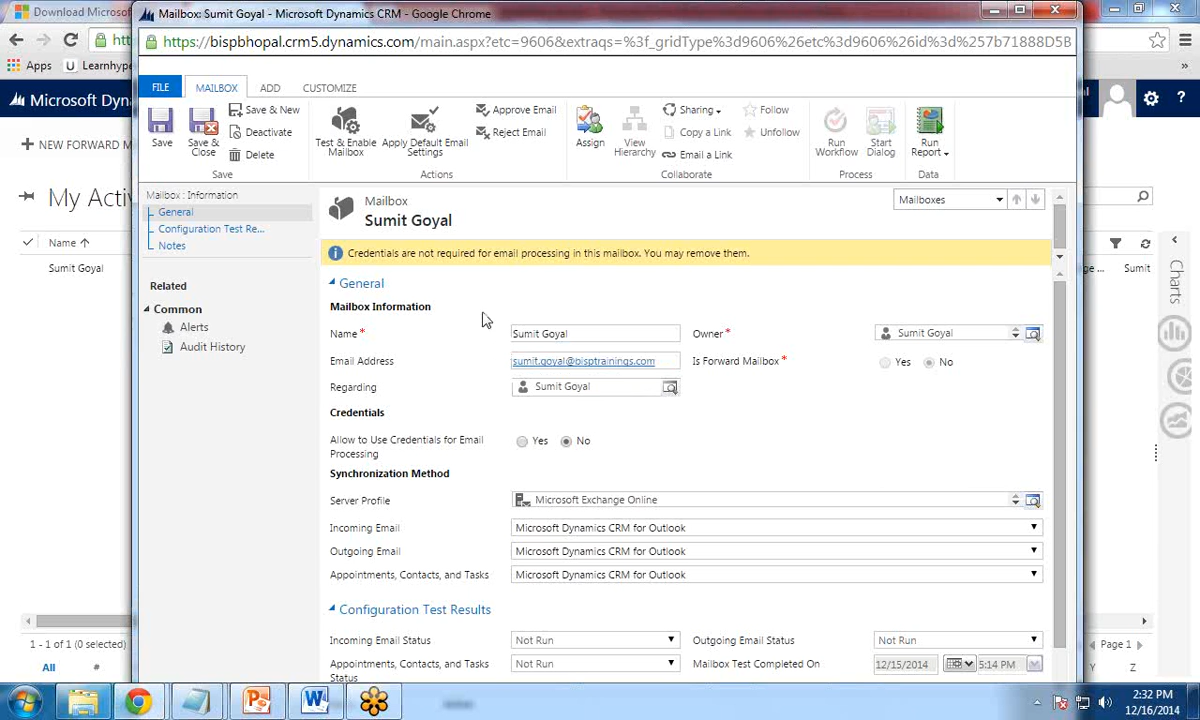 Download Microsof
Mailbox: Sumit Goyal - Microsoft Dynamics CRM - Google Chrome
htt
https://bispbhopal.crm5.dynamics.com/main.aspx?etc=9606&extraqs=%3f_gridType%3d9606%26etc%3d9606%26id%3d%257b71888D5B
Apps
Learnhype
»
Microsoft Dyna
?
FILE
MAILBOX
ADD
CUSTOMIZE
Save
Save & Close
Save & New
Deactivate
Delete
Save
Test & Enable Mailbox
Apply Default Email Settings
Approve Email
Reject Email
Actions
Assign
View Hierarchy
Sharing
Copy a Link
Email a Link
Follow
Unfollow
Collaborate
Run Workflow
Start Dialog
Process
Run Report
Data
NEW FORWARD M
My Acti
Name
Sumit Goyal
Mailbox : Information
General
Configuration Test Re...
Notes
Related
Common
Alerts
Audit History
Mailbox
Sumit Goyal
Mailboxes
Credentials are not required for email processing in this mailbox. You may remove them.
General
Mailbox Information
Name*
Sumit Goyal
Owner*
Sumit Goyal
Email Address
sumit.goyal@bisptrainings.com
Is Forward Mailbox*
Yes
No
Regarding
Sumit Goyal
Credentials
Allow to Use Credentials for Email Processing
Yes
No
Synchronization Method
Server Profile
Microsoft Exchange Online
Incoming Email
Microsoft Dynamics CRM for Outlook
Outgoing Email
Microsoft Dynamics CRM for Outlook
Appointments, Contacts, and Tasks
Microsoft Dynamics CRM for Outlook
Configuration Test Results
Incoming Email Status
Not Run
Outgoing Email Status
Not Run
Appointments, Contacts, and Tasks Status
Not Run
Mailbox Test Completed On
12/15/2014
5:14 PM
ge ...
Sumit
Charts
1 - 1 of 1 (0 selected)
Page 1
All
#
Y
Z
2:32 PM
12/16/2014